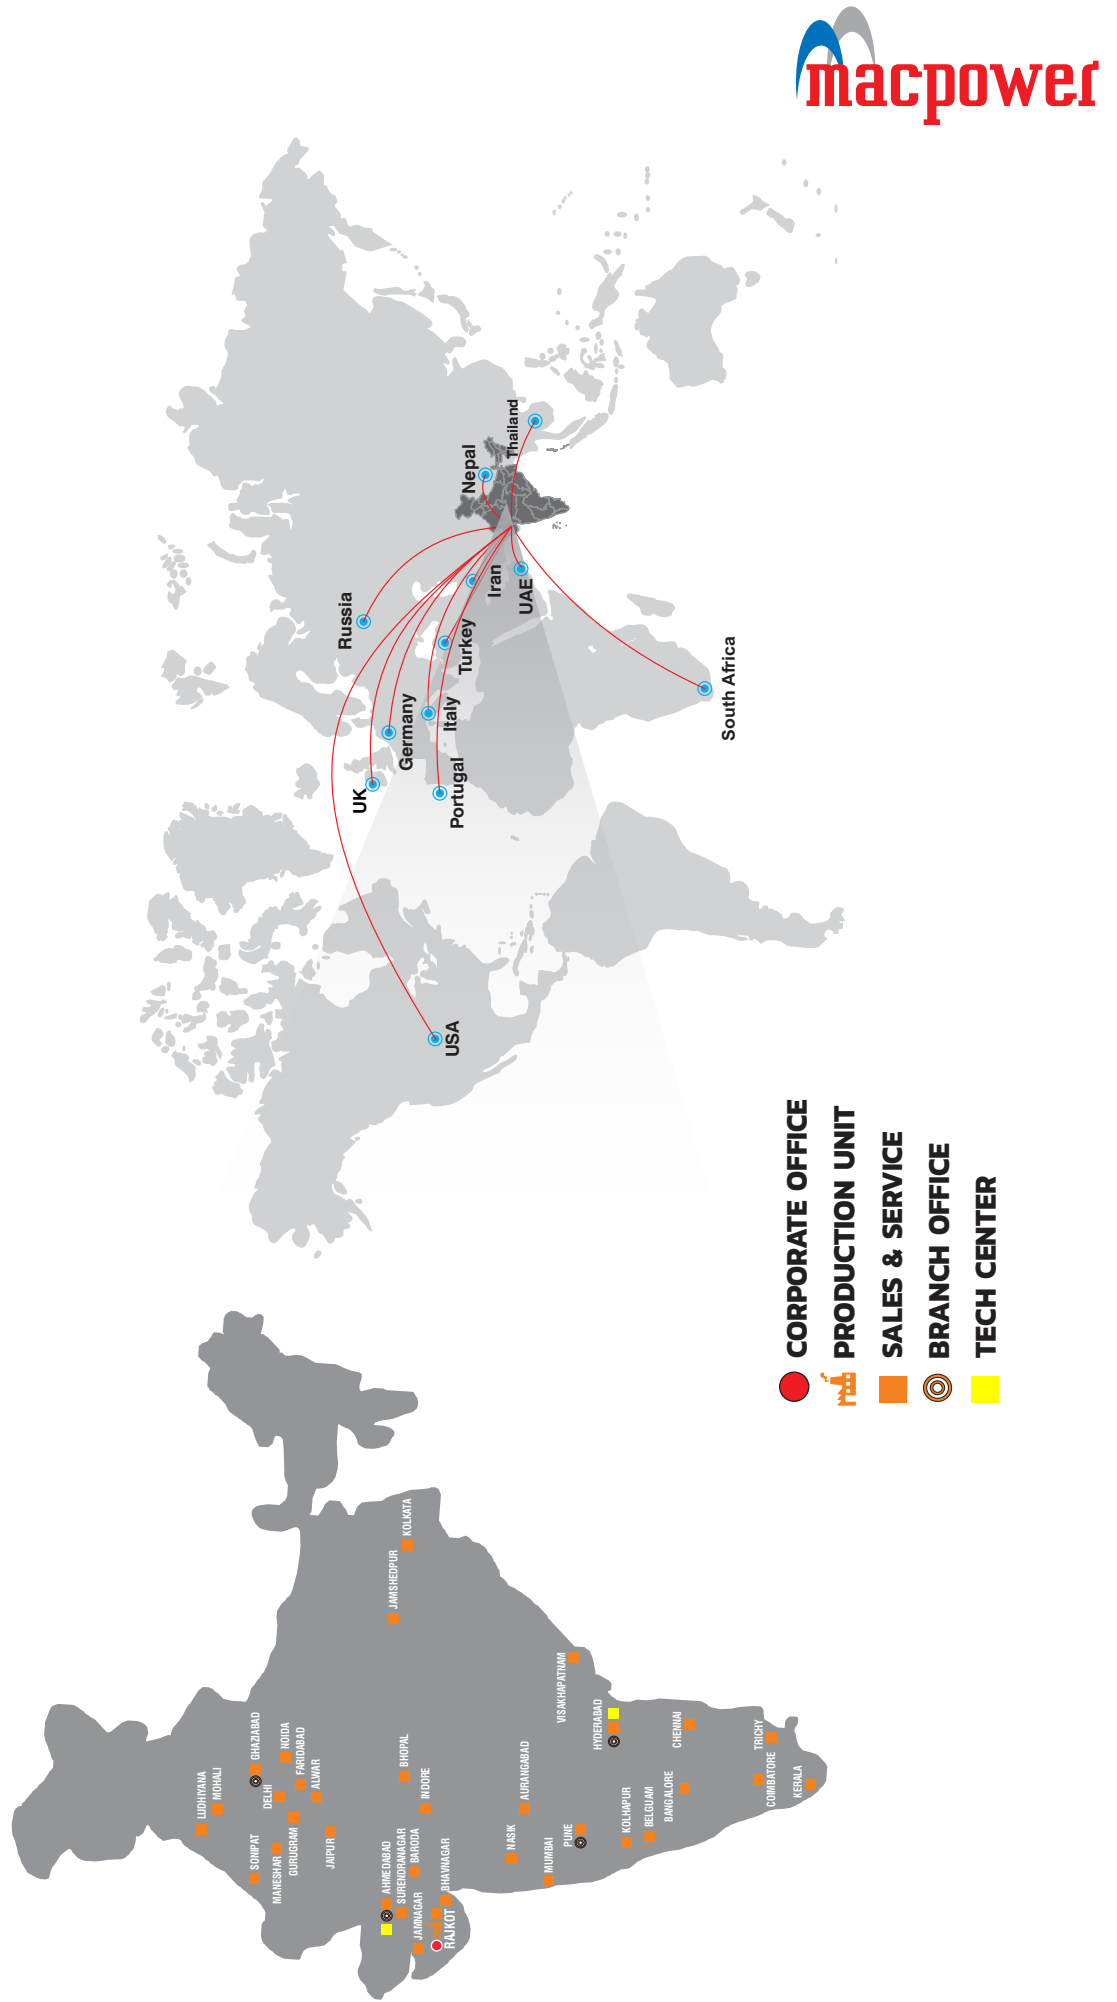 macpower
Russia
Nepal
Thailand
Iran
UAE
Turkey
Germany
Italy
UK
Portugal
South Africa
USA
CORPORATE OFFICE
PRODUCTION UNIT
SALES & SERVICE
BRANCH OFFICE
TECH CENTER
LUDHIYANA
MOHALI
SONIPAT
GHAZIABAD
DELHI
NOIDA
MANESHAR
GURUGRAM
FARIDABAD
ALWAR
JAIPUR
JAMSHEDPUR
KOLKATA
AHMEDABAD
SURENDRANAGAR
BARODA
JAMNAGAR
RAJKOT
BHAVNAGAR
BHOPAL
INDORE
NASIK
AURANGABAD
MUMBAI
PUNE
VISAKHAPATNAM
HYDERABAD
KOLHAPUR
BELGUAM
BANGALORE
CHENNAI
COIMBATORE
TRICHY
KERALA